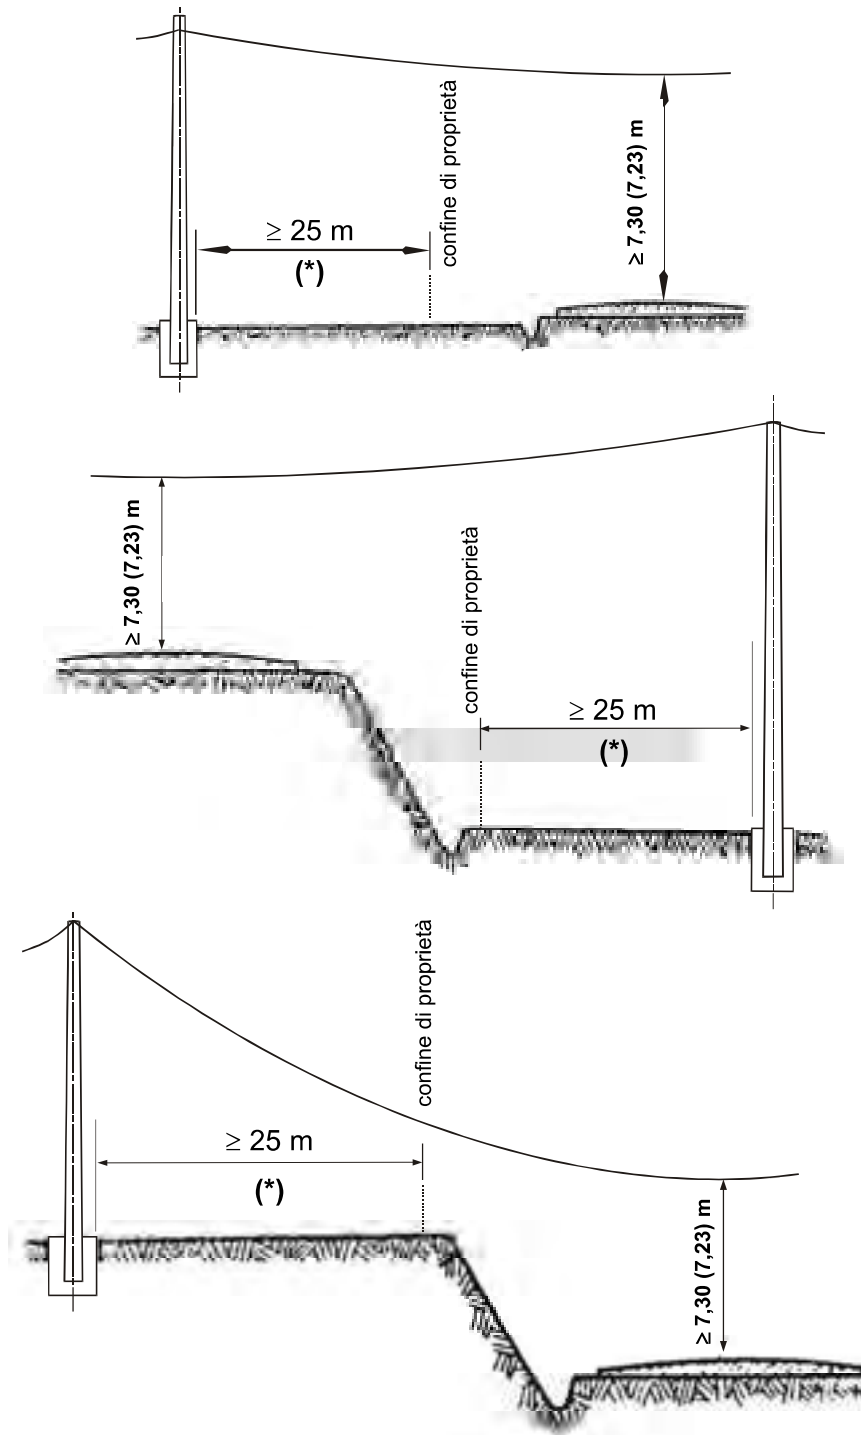 confine di proprietà
≥ 7,30 (7,23) m
≥ 25 m
(*)
≥ 7,30 (7,23) m
confine di proprietà
≥ 25 m
(*)
confine di proprietà
≥ 25 m
(*)
≥ 7,30 (7,23) m